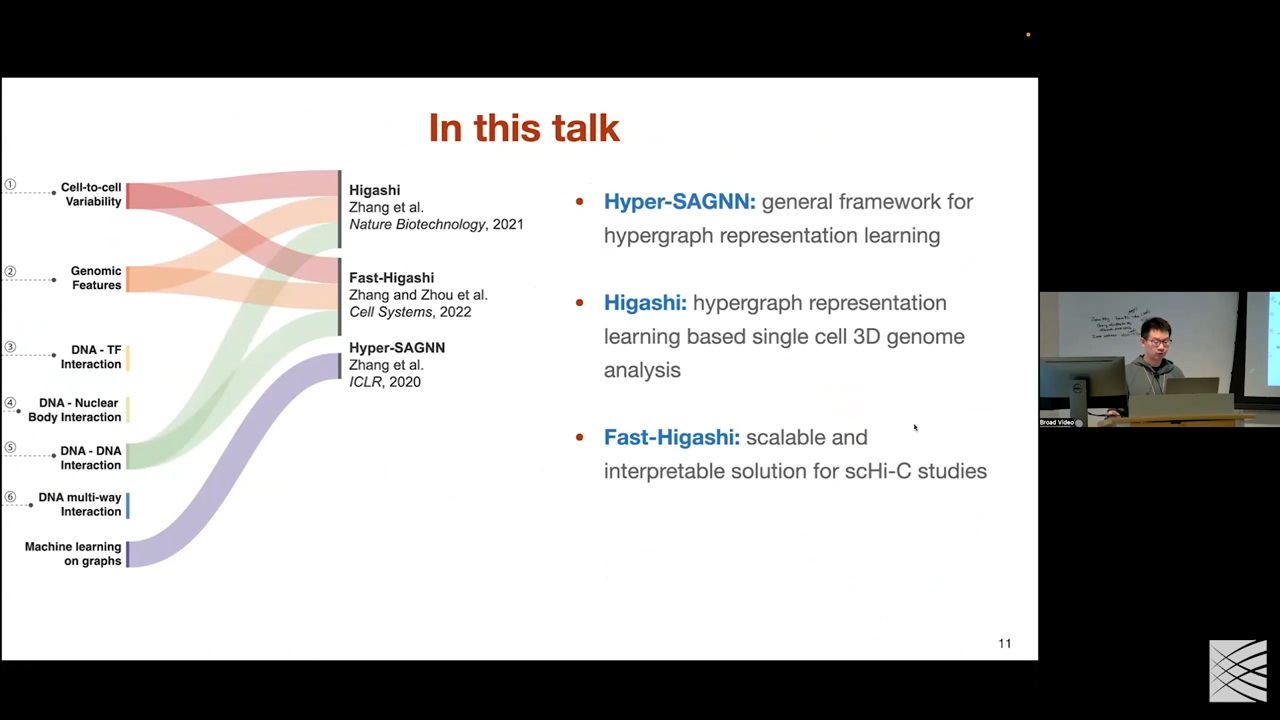 In this talk
①
Cell-to-cell
Variability
②
Genomic
Features
③
DNA - TF
Interaction
④
DNA - Nuclear
Body Interaction
⑤
DNA - DNA
Interaction
⑥
DNA multi-way
Interaction
Machine learning
on graphs
Higashi
Zhang et al.
Nature Biotechnology, 2021
Fast-Higashi
Zhang and Zhou et al.
Cell Systems, 2022
Hyper-SAGNN
Zhang et al.
ICLR, 2020
• Hyper-SAGNN: general framework for
hypergraph representation learning
• Higashi: hypergraph representation
learning based single cell 3D genome
analysis
• Fast-Higashi: scalable and
interpretable solution for scHi-C studies
11
Broad Video